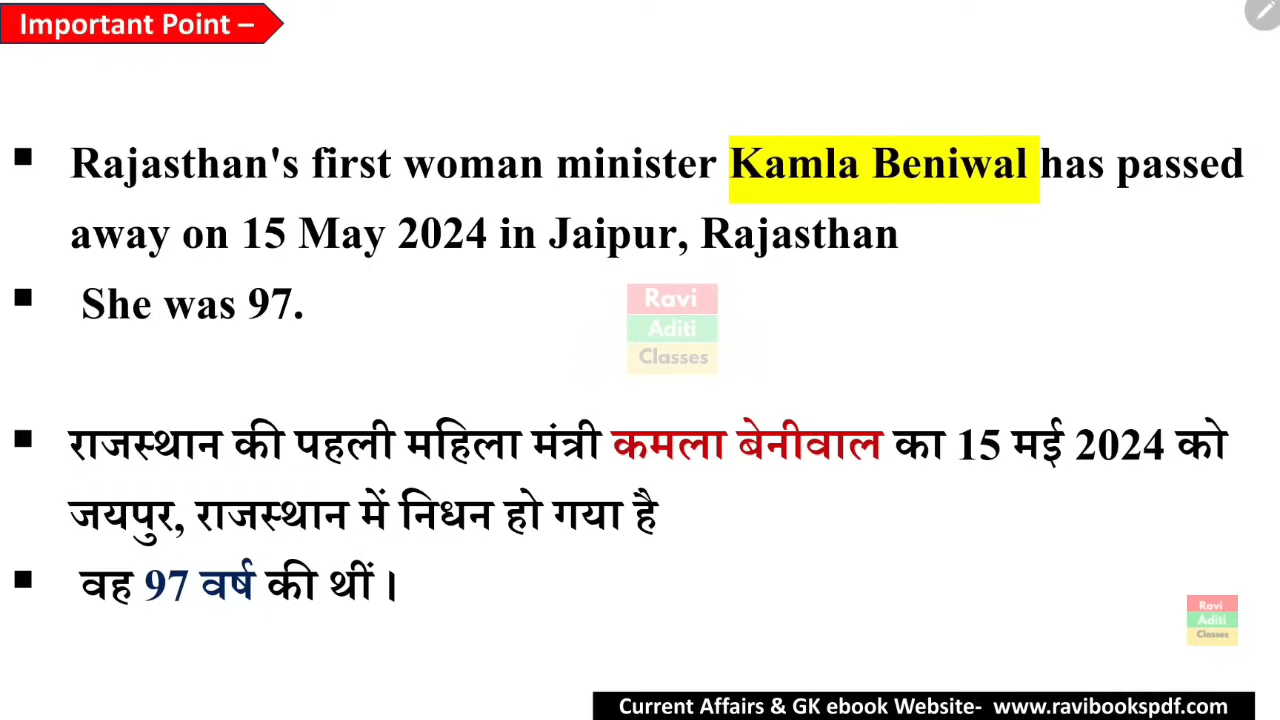 Important Point –
▪ Rajasthan's first woman minister Kamla Beniwal has passed
away on 15 May 2024 in Jaipur, Rajasthan
▪ She was 97.
Ravi
Aditi
Classes
▪ राजस्थान की पहली महिला मंत्री कमला बेनीवाल का 15 मई 2024 को
जयपुर, राजस्थान में निधन हो गया है
▪ वह 97 वर्ष की थीं।
Ravi
Aditi
Classes
Current Affairs & GK ebook Website- www.ravibookspdf.com